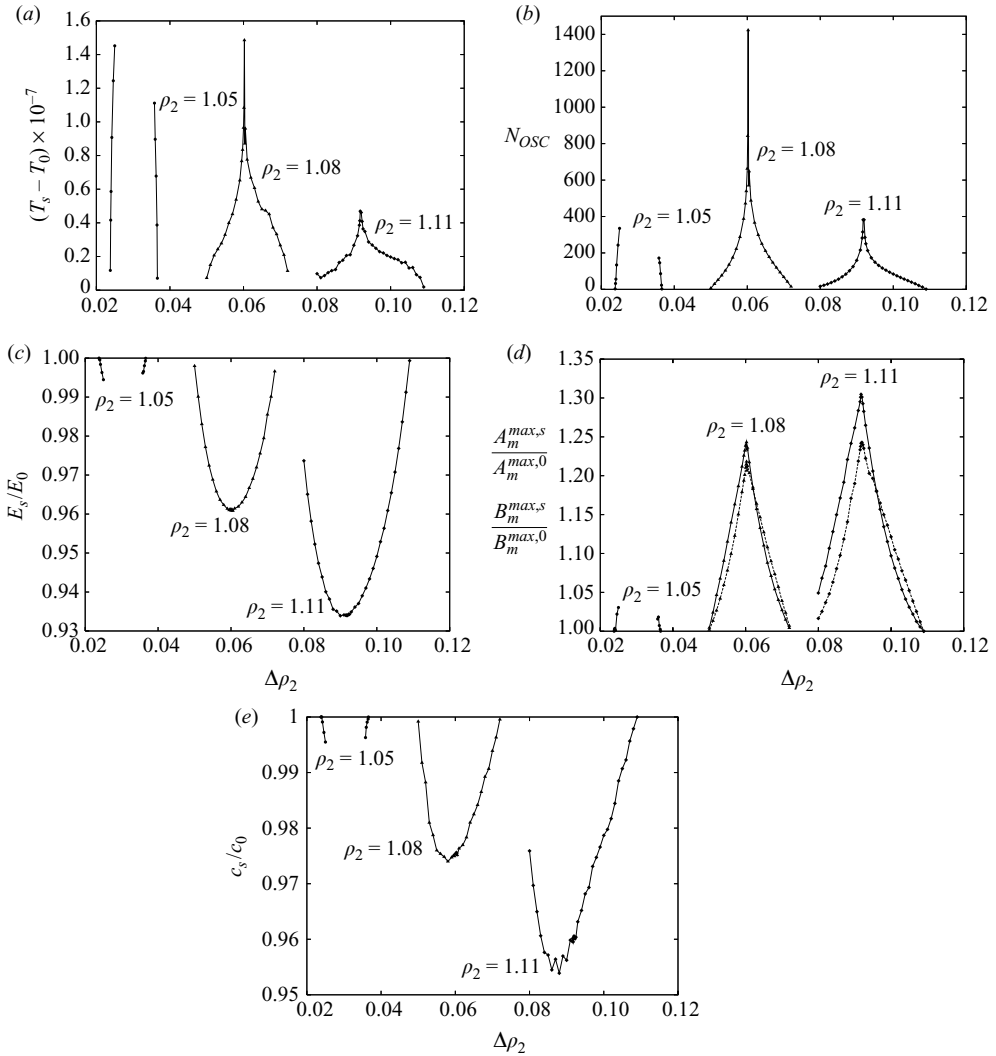 (a)
(T_s − T_0) × 10^−7
1.6
1.4
1.2
1.0
0.8
0.6
0.4
0.2
0
ρ_2 = 1.05
ρ_2 = 1.08
ρ_2 = 1.11
0.02 0.04 0.06 0.08 0.10 0.12
(b)
N_OSC
1400
1200
1000
800
600
400
200
0
ρ_2 = 1.08
ρ_2 = 1.05
ρ_2 = 1.11
0.02 0.04 0.06 0.08 0.10 0.12
(c)
E_s/E_0
1.00
0.99
0.98
0.97
0.96
0.95
0.94
0.93
ρ_2 = 1.05
ρ_2 = 1.08
ρ_2 = 1.11
0.02 0.04 0.06 0.08 0.10 0.12
Δρ_2
(d)
A_m^max,s
A_m^max,0
B_m^max,s
B_m^max,0
1.35
1.30
1.25
1.20
1.15
1.10
1.05
1.00
ρ_2 = 1.11
ρ_2 = 1.08
ρ_2 = 1.05
0.02 0.04 0.06 0.08 0.10 0.12
Δρ_2
(e)
c_s/c_0
1
0.99
0.98
0.97
0.96
0.95
ρ_2 = 1.05
ρ_2 = 1.08
ρ_2 = 1.11
0.02 0.04 0.06 0.08 0.10 0.12
Δρ_2